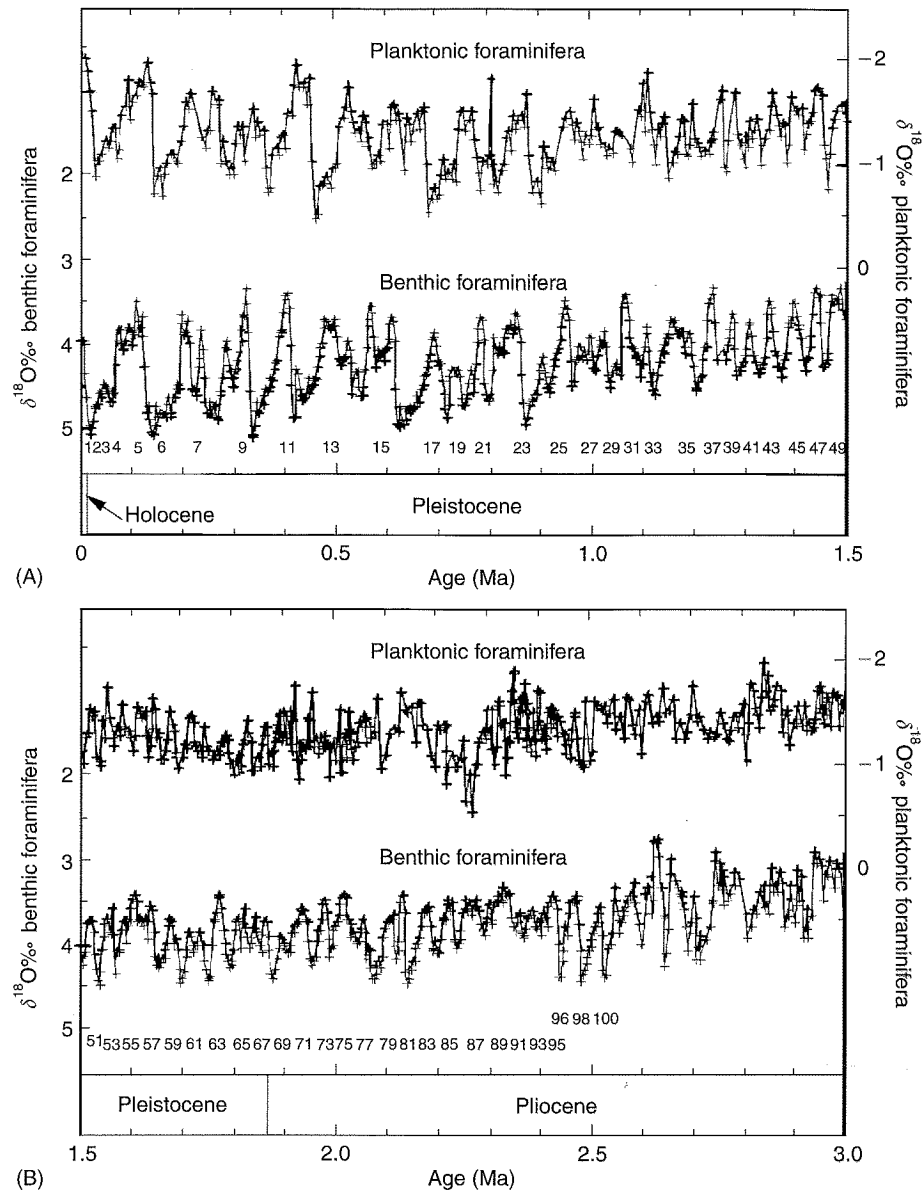 Planktonic foraminifera
Benthic foraminifera
δ18O‰ benthic foraminifera
2
3
4
5
−2
−1
0
δ18O‰ planktonic foraminifera
1 2 3 4 5 6 7 9 11 13 15 17 19 21 23 25 27 29 31 33 35 37 39 41 43 45 47 49
Holocene
Pleistocene
0 0.5 1.0 1.5
(A)
Age (Ma)
Planktonic foraminifera
Benthic foraminifera
δ18O‰ benthic foraminifera
2
3
4
5
−2
−1
0
δ18O‰ planktonic foraminifera
96 98 100
51 53 55 57 59 61 63 65 67 69 71 73 75 77 79 81 83 85 87 89 91 93 95
Pleistocene
Pliocene
1.5 2.0 2.5 3.0
(B)
Age (Ma)